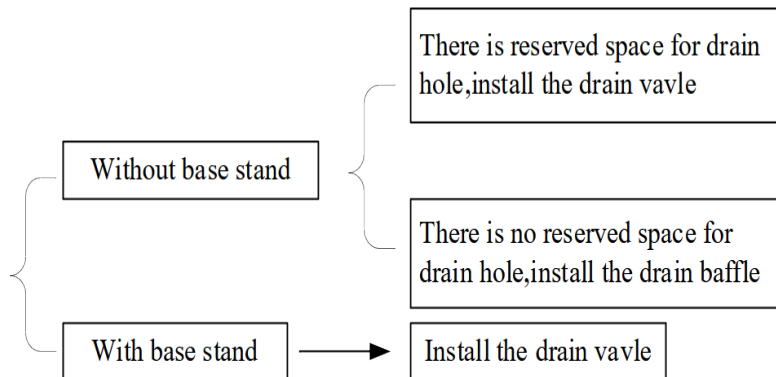 There is reserved space for drain
hole,install the drain vavle
Without base stand
There is no reserved space for
drain hole,install the drain baffle
With base stand
Install the drain vavle